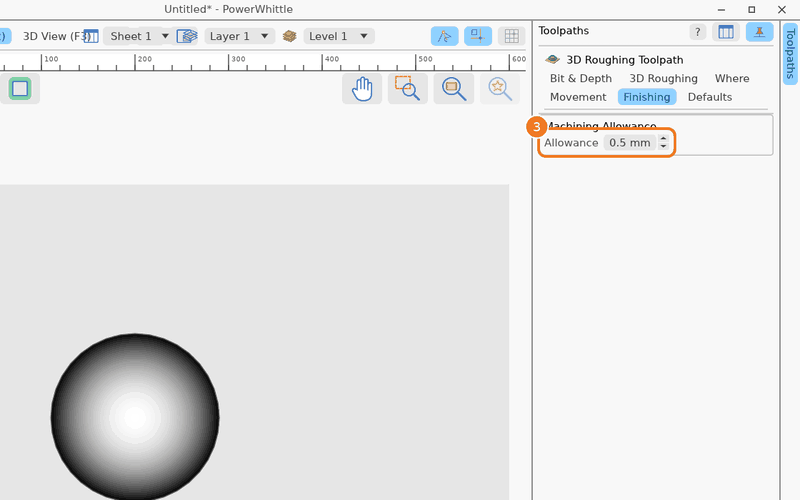 Untitled* - PowerWhittle
3D View (F3) Sheet 1 Layer 1 Level 1
100 200 300 400 500 600
Toolpaths ?
3D Roughing Toolpath
Bit & Depth 3D Roughing Where
Movement Finishing Defaults
3 Machining Allowance
Allowance 0.5 mm
Toolpaths